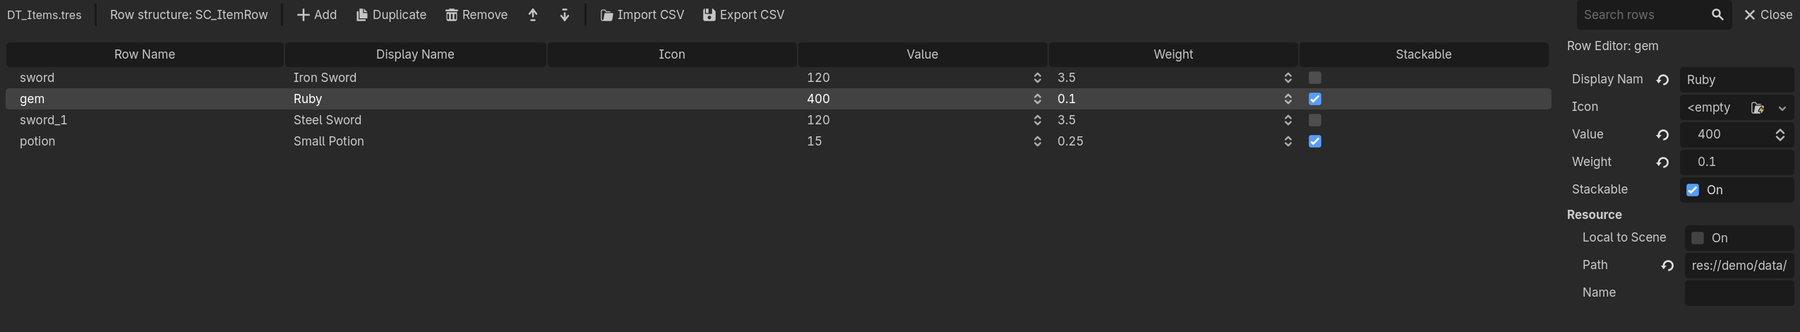 DT_Items.tres Row structure: SC_ItemRow Add Duplicate Remove Import CSV Export CSV Search rows Close
Row Name Display Name Icon Value Weight Stackable
sword Iron Sword 120 3.5
gem Ruby 400 0.1
sword_1 Steel Sword 120 3.5
potion Small Potion 15 0.25
Row Editor: gem
Display Nam Ruby
Icon <empty
Value 400
Weight 0.1
Stackable On
Resource
Local to Scene On
Path res://demo/data/
Name